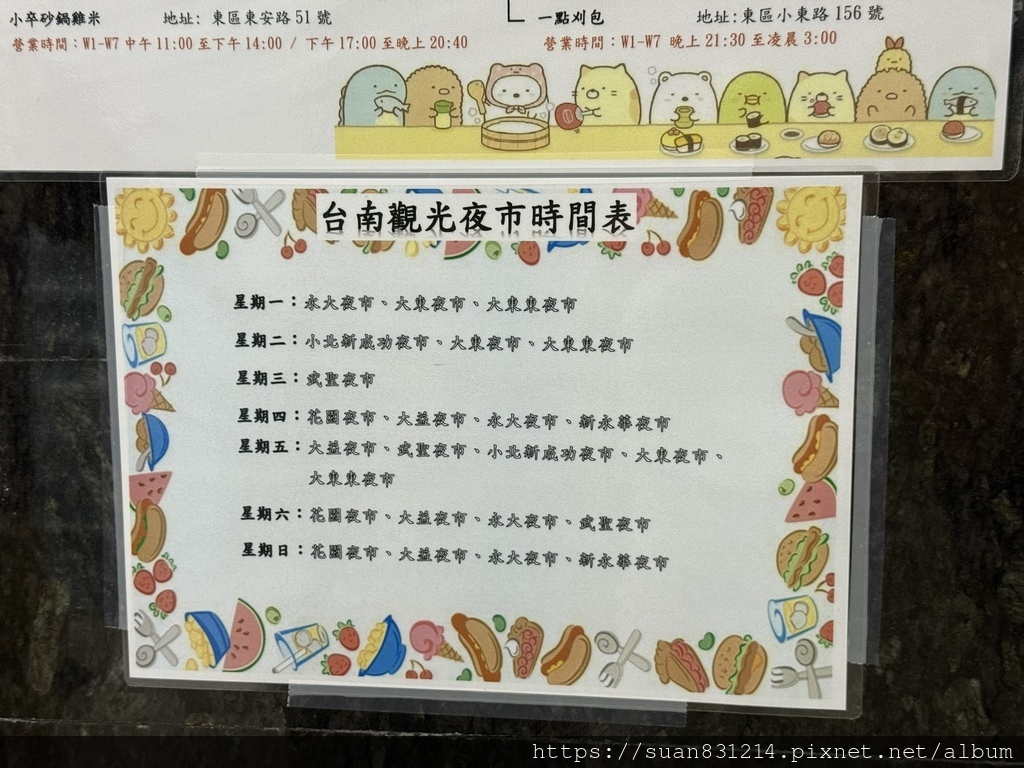 小卒砂鍋雞米 地址: 東區東安路51號
營業時間：W1-W7 中午11:00至下午14:00 / 下午17:00至晚上20:40
一點刈包 地址:東區小東路156號
營業時間：W1-W7 晚上21:30至凌晨3:00
台南觀光夜市時間表
星期一：永大夜市、大東夜市、大東東夜市
星期二：小北新成功夜市、大東夜市、大東東夜市
星期三：武聖夜市
星期四：花園夜市、大益夜市、永大夜市、新永華夜市
星期五：大益夜市、武聖夜市、小北新成功夜市、大東夜市、
大東東夜市
星期六：花園夜市、大益夜市、永大夜市、武聖夜市
星期日：花園夜市、大益夜市、永大夜市、新永華夜市
https://suan831214.pixnet.net/album